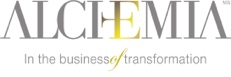 ALCHEMIA
In the business of transformation